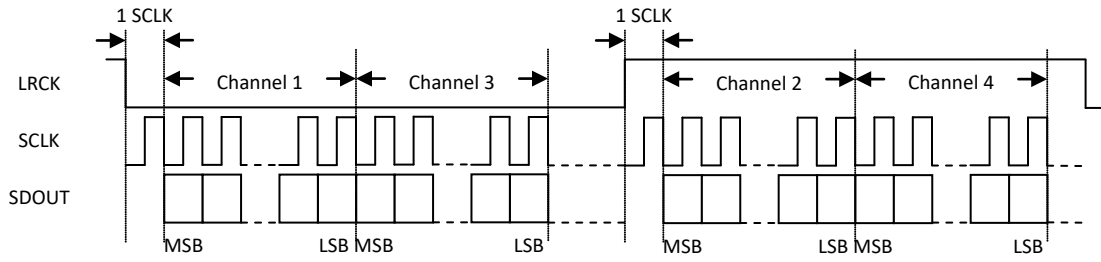 1 SCLK 1 SCLK
LRCK Channel 1 Channel 3 Channel 2 Channel 4
SCLK
SDOUT
MSB LSB MSB LSB MSB LSB MSB LSB